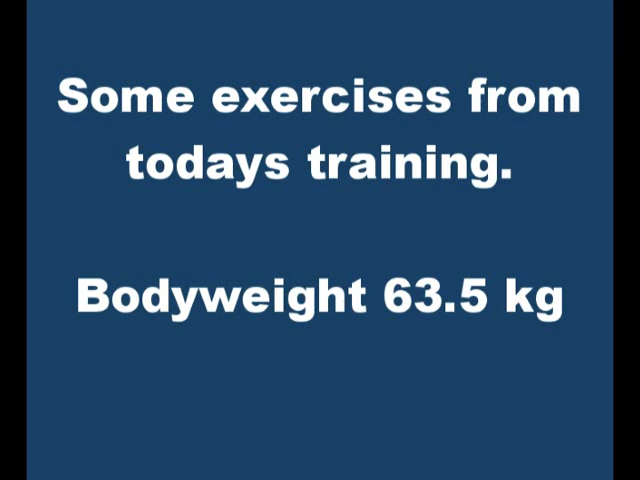 Some exercises from
todays training.
Bodyweight 63.5 kg